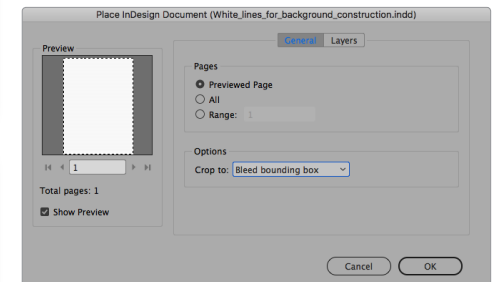 Place InDesign Document (White_lines_for_background_construction.indd)
General Layers
Preview
Pages
Previewed Page
All
Range: 1
1
Total pages: 1
Show Preview
Options
Crop to: Bleed bounding box
Cancel OK